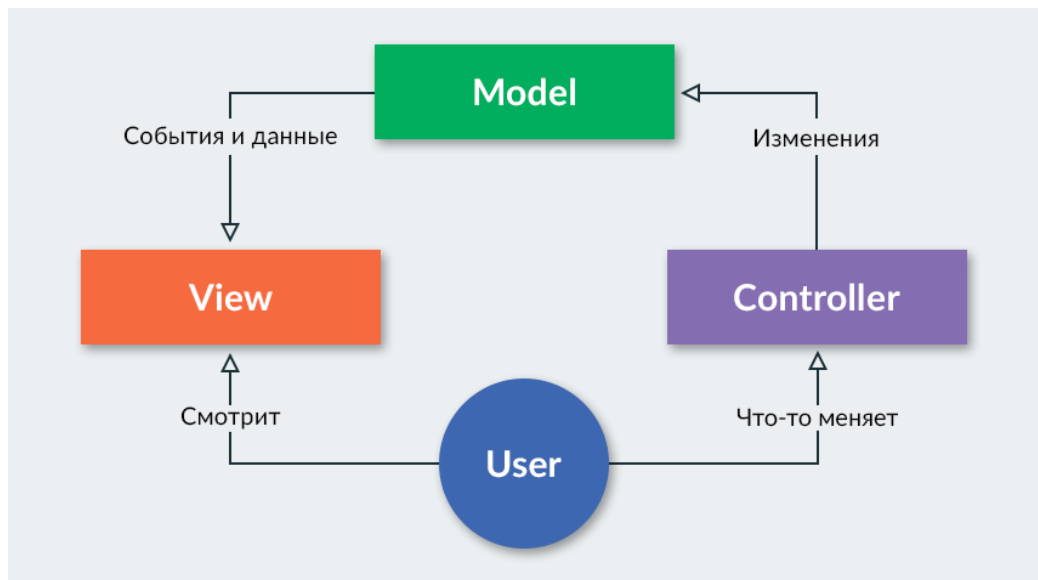 Model
События и данные
Изменения
View
Controller
Смотрит
Что-то меняет
User